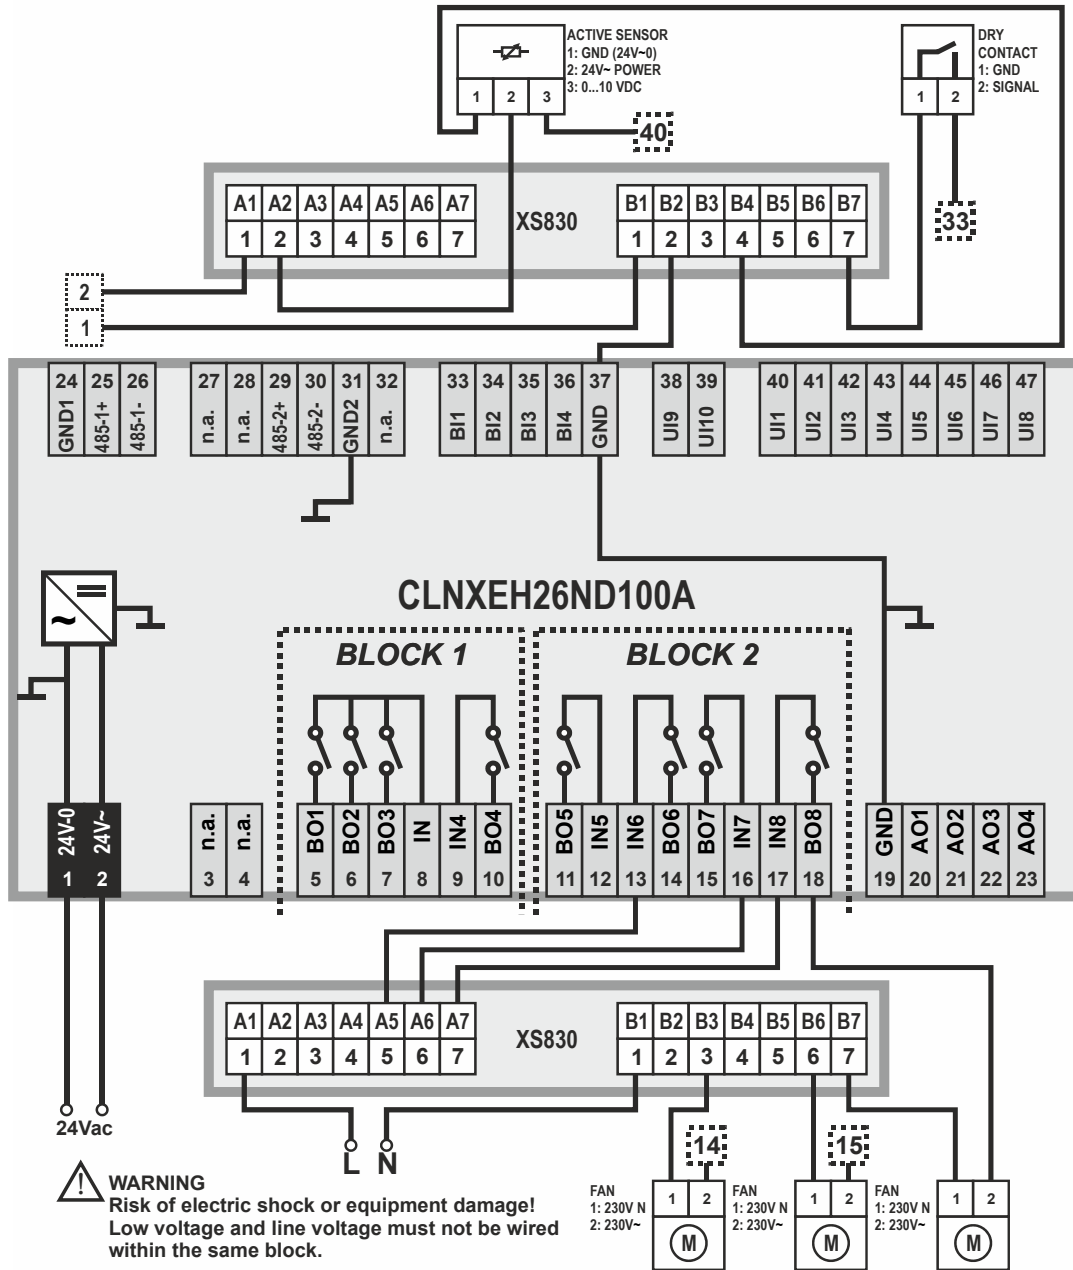 ACTIVE SENSOR
1: GND (24V~0)
2: 24V~ POWER
3: 0...10 VDC
1 2 3
40
DRY
CONTACT
1: GND
2: SIGNAL
1 2
33
A1 A2 A3 A4 A5 A6 A7
1 2 3 4 5 6 7
XS830
B1 B2 B3 B4 B5 B6 B7
1 2 3 4 5 6 7
2
1
24 25 26 27 28 29 30 31 32 33 34 35 36 37 38 39 40 41 42 43 44 45 46 47
GND1 485-1+ 485-1- n.a. n.a. 485-2+ 485-2- GND2 n.a. BI1 BI2 BI3 BI4 GND UI9 UI10 UI1 UI2 UI3 UI4 UI5 UI6 UI7 UI8
CLNXEH26ND100A
BLOCK 1
BLOCK 2
24V-0 24V~ n.a. n.a. BO1 BO2 BO3 IN IN4 BO4 BO5 IN5 IN6 BO6 BO7 IN7 IN8 BO8 GND AO1 AO2 AO3 AO4
1 2 3 4 5 6 7 8 9 10 11 12 13 14 15 16 17 18 19 20 21 22 23
A1 A2 A3 A4 A5 A6 A7
1 2 3 4 5 6 7
XS830
B1 B2 B3 B4 B5 B6 B7
1 2 3 4 5 6 7
24Vac
L N
14
15
WARNING
Risk of electric shock or equipment damage!
Low voltage and line voltage must not be wired
within the same block.
FAN
1: 230V N
2: 230V~
1 2
M
FAN
1: 230V N
2: 230V~
1 2
M
FAN
1: 230V N
2: 230V~
1 2
M